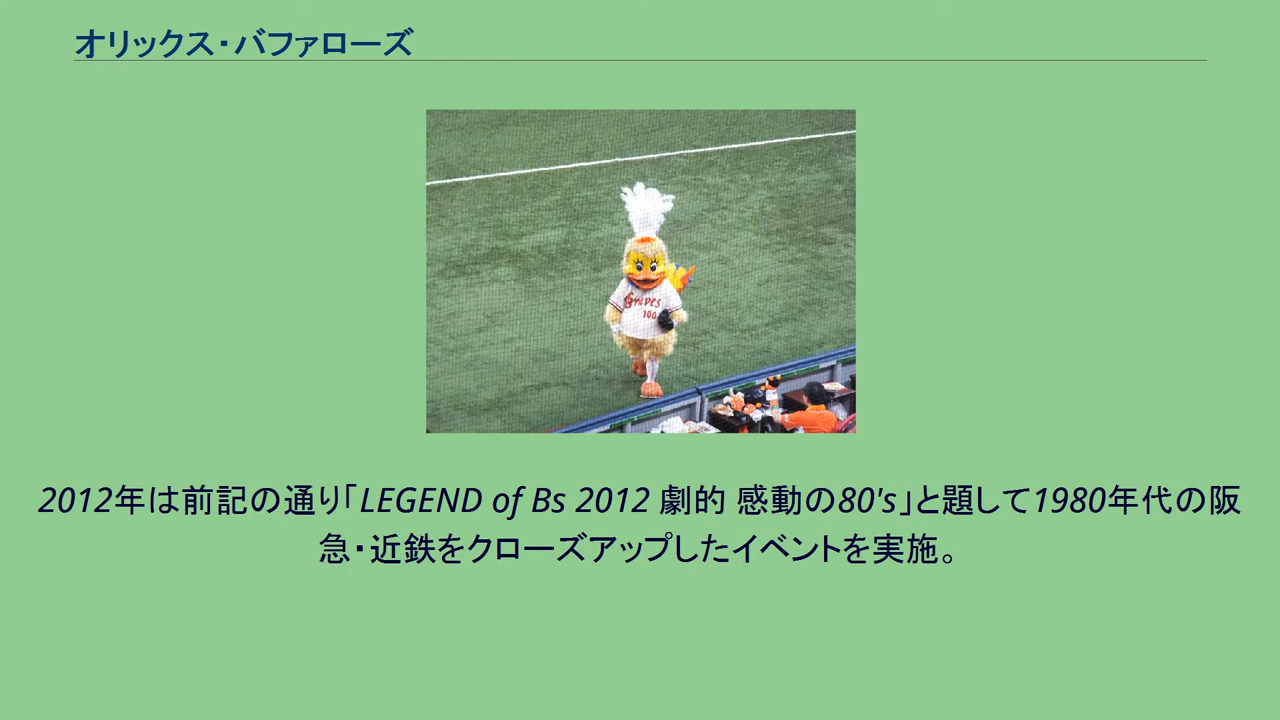 オリックス・バファローズ
Braves
100
2012年は前記の通り「LEGEND of Bs 2012 劇的 感動の80's」と題して1980年代の阪
急・近鉄をクローズアップしたイベントを実施。